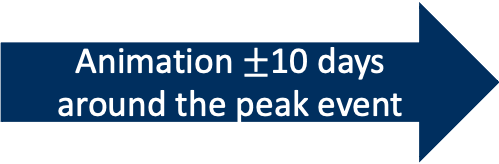 Animation ±10 days
around the peak event